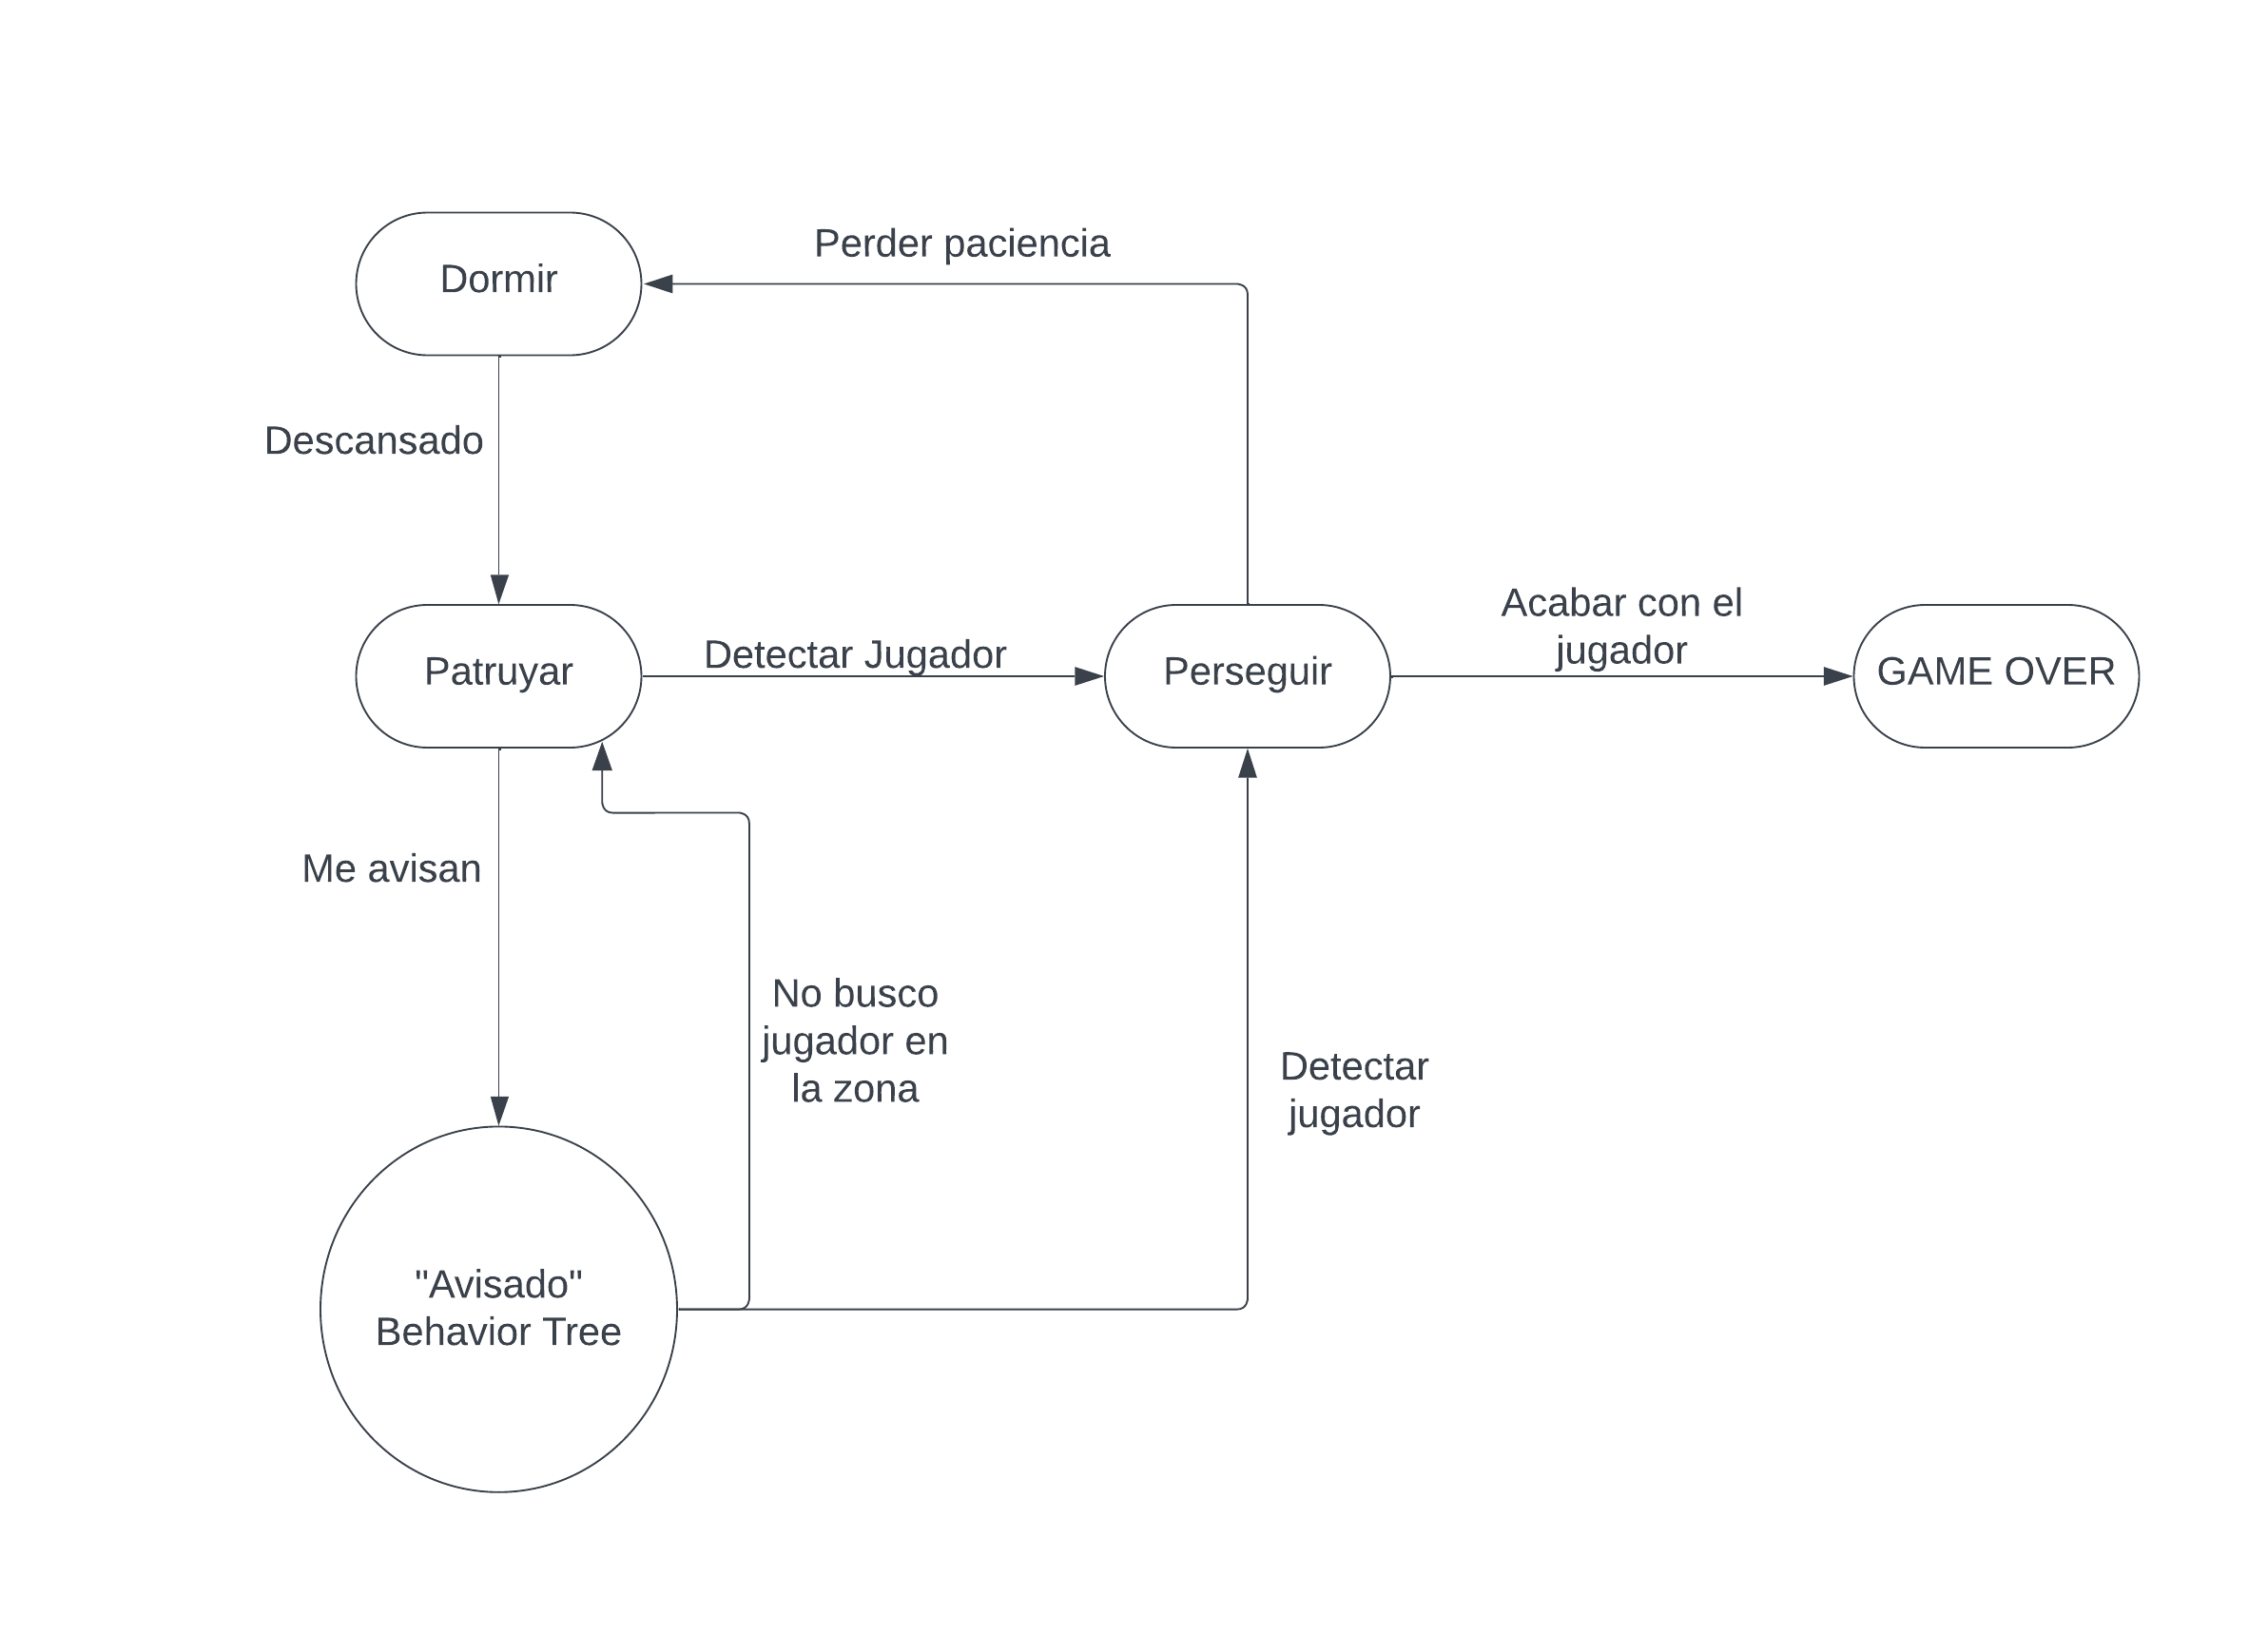 Perder paciencia
Dormir
Descansado
Acabar con el
jugador
Detectar Jugador
Patruyar
Perseguir
GAME OVER
Me avisan
No busco
jugador en
la zona
Detectar
jugador
"Avisado"
Behavior Tree